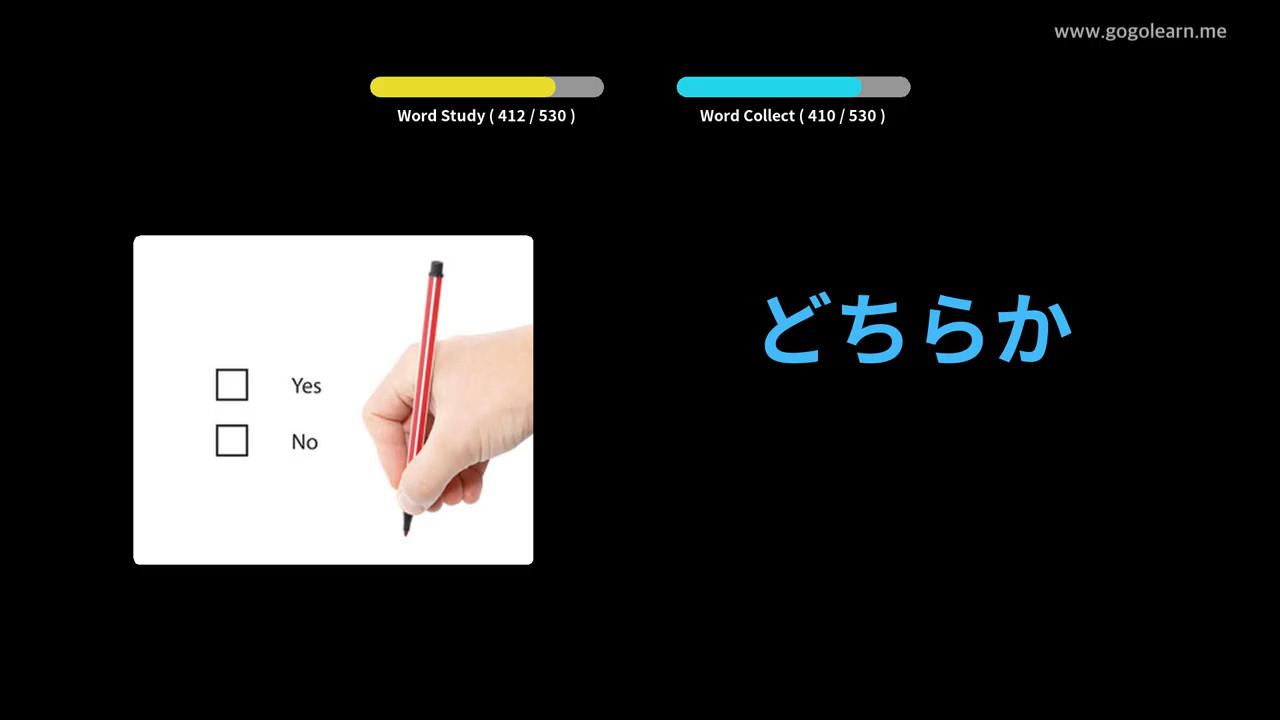 www.gogolearn.me
Word Study ( 412 / 530 )
Word Collect ( 410 / 530 )
どちらか
Yes
No